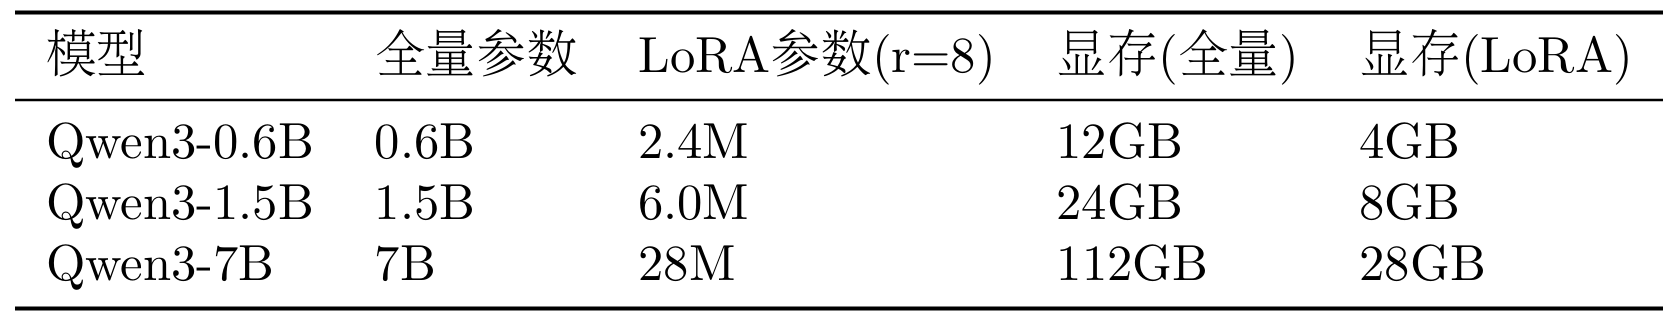 模型 全量参数 LoRA参数(r=8) 显存(全量) 显存(LoRA)
Qwen3-0.6B 0.6B 2.4M 12GB 4GB
Qwen3-1.5B 1.5B 6.0M 24GB 8GB
Qwen3-7B 7B 28M 112GB 28GB